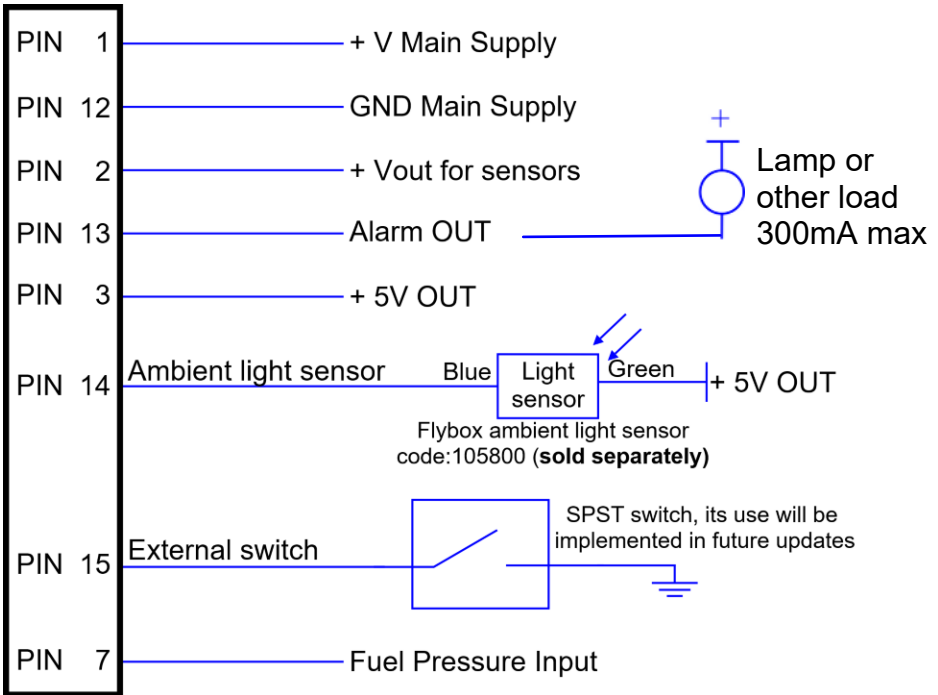 PIN 1 + V Main Supply
PIN 12 GND Main Supply
+
PIN 2 + Vout for sensors
Lamp or
other load
300mA max
PIN 13 Alarm OUT
PIN 3 + 5V OUT
PIN 14 Ambient light sensor Blue Light
sensor Green + 5V OUT
Flybox ambient light sensor
code:105800 (sold separately)
PIN 15 External switch
SPST switch, its use will be
implemented in future updates
PIN 7 Fuel Pressure Input